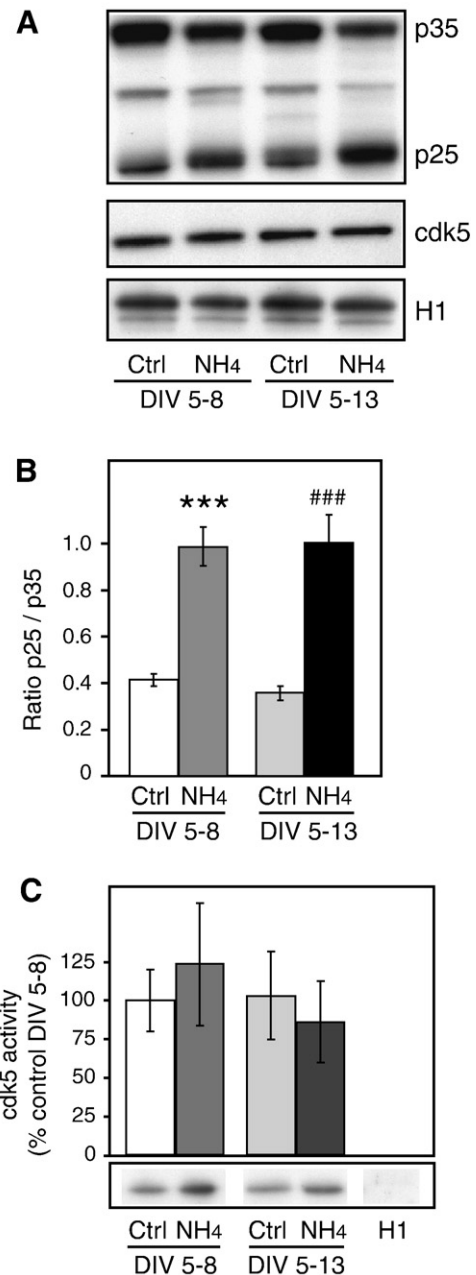 A
p35
p25
cdk5
H1
Ctrl NH4 Ctrl NH4
DIV 5-8 DIV 5-13
B
Ratio p25 / p35
1.0
0.8
0.6
0.4
0.2
0
***
###
Ctrl NH4 Ctrl NH4
DIV 5-8 DIV 5-13
C
cdk5 activity
(% control DIV 5-8)
125
100
75
50
25
0
Ctrl NH4 Ctrl NH4 H1
DIV 5-8 DIV 5-13